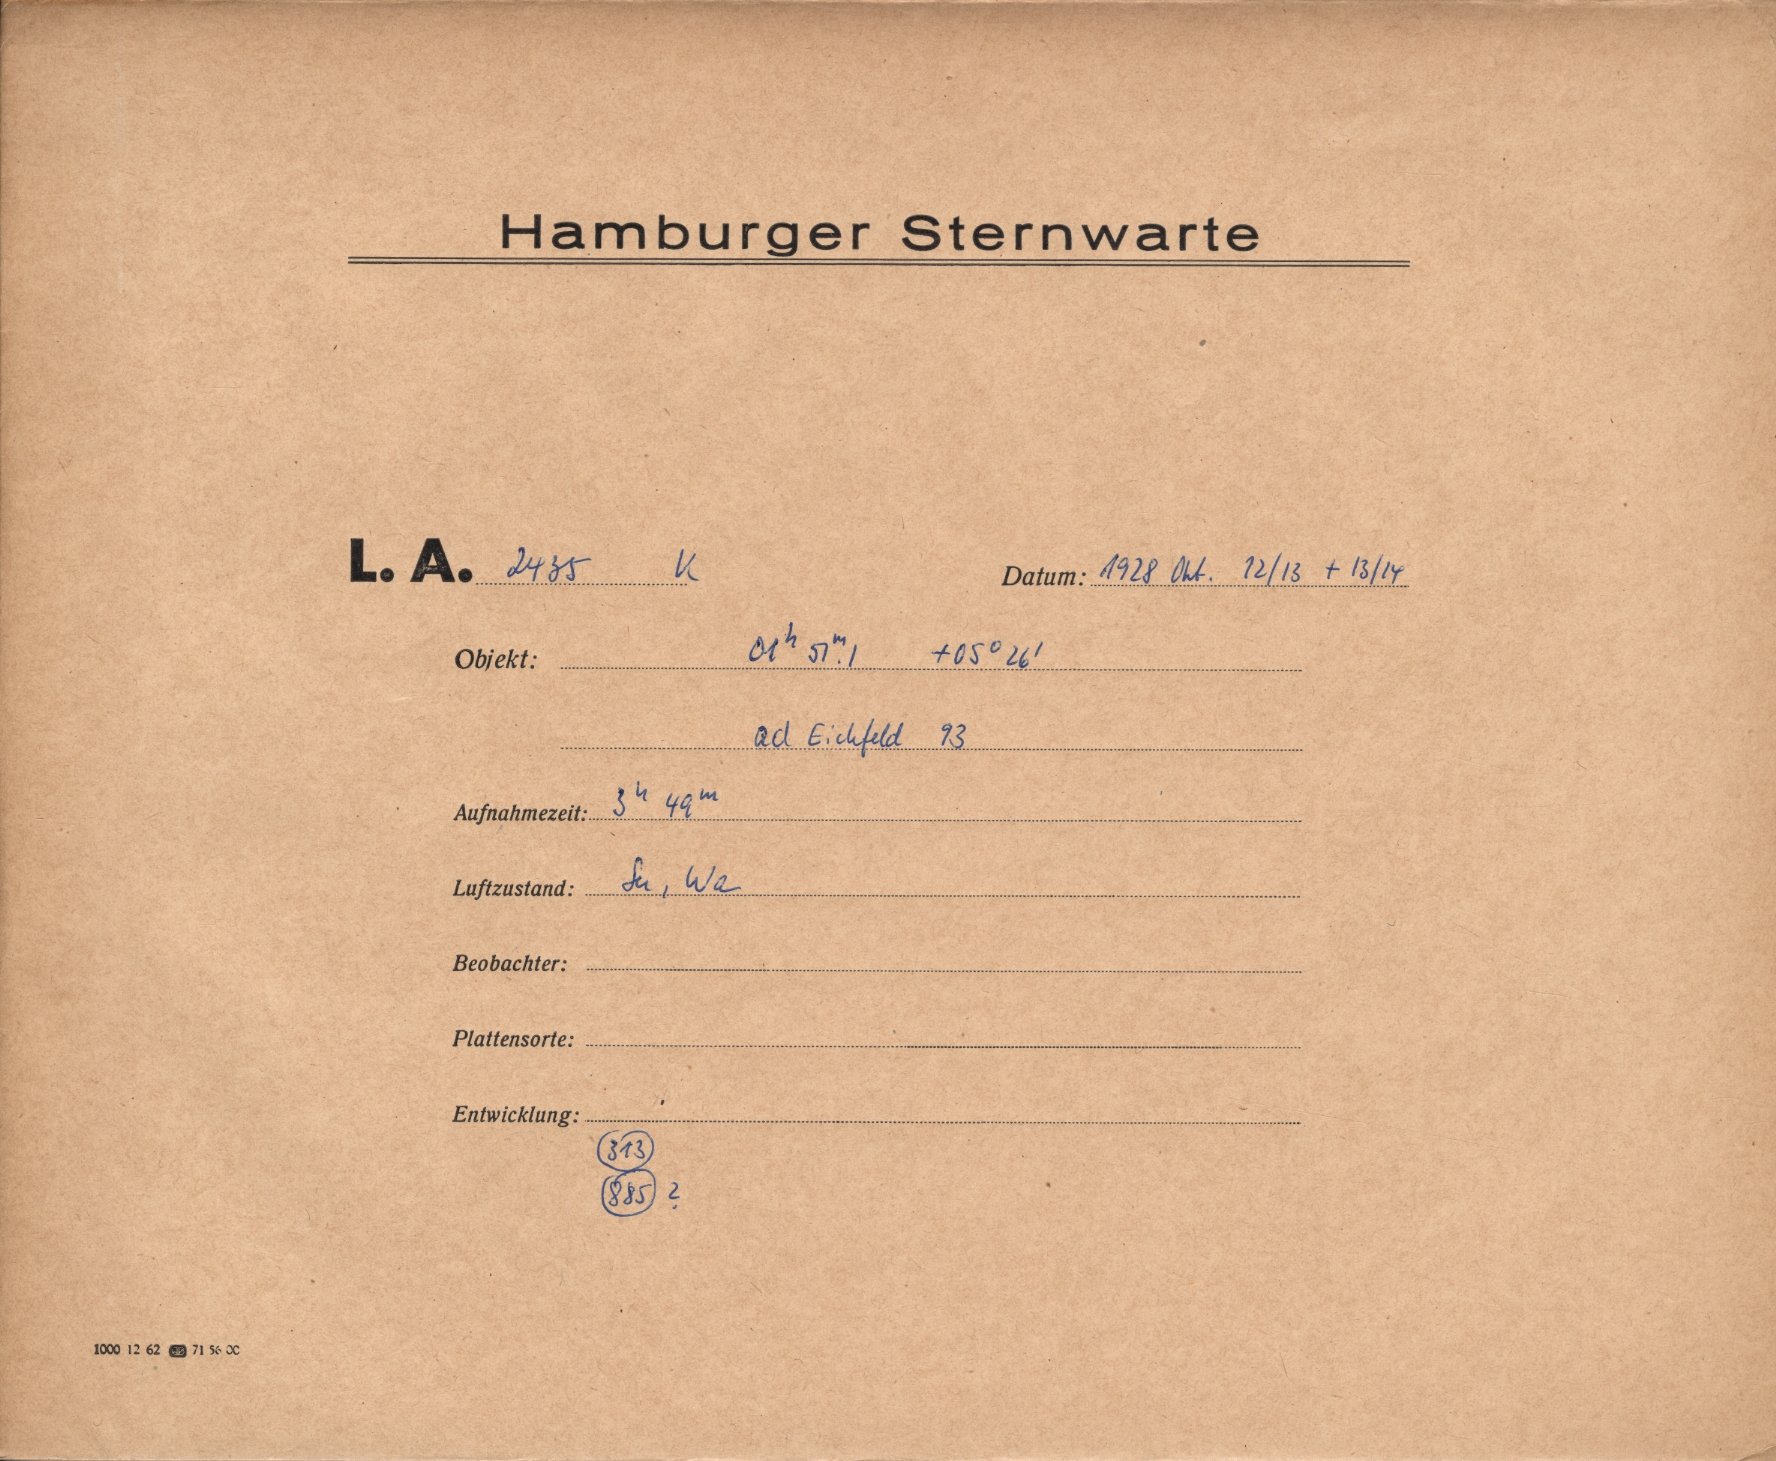 Hamburger Sternwarte
L. A. 2435 K Datum: 1928 Okt. 12/13 + 13/14
Objekt: 01h 51m.1 +05° 26'
ad Eichfeld 93
Aufnahmezeit: 3h 49m
Luftzustand: Wa
Beobachter:
Plattensorte:
Entwicklung:
313
885 ?
1000 12 62 71 56